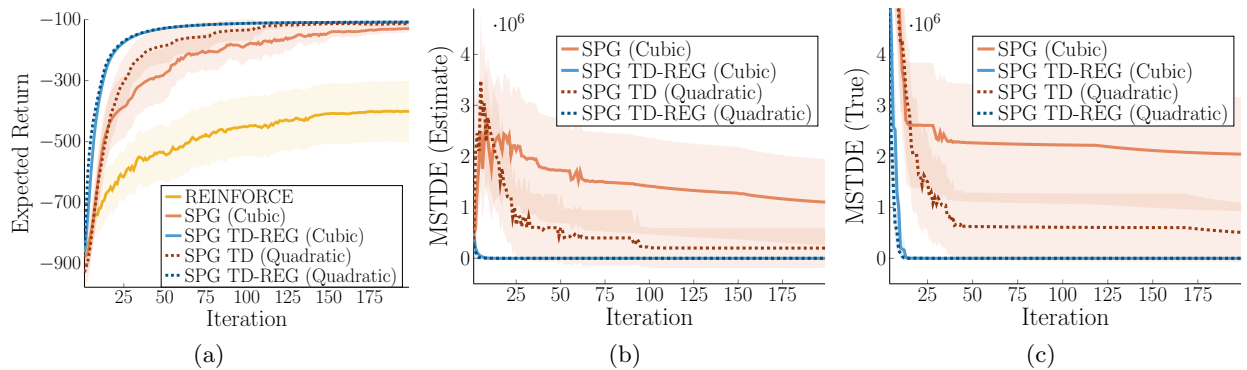 −100
−300
−500
−700
−900
Expected Return
25 50 75 100 125 150 175
Iteration
REINFORCE
SPG (Cubic)
SPG TD-REG (Cubic)
SPG TD (Quadratic)
SPG TD-REG (Quadratic)
(a)
·10⁶
4
3
2
1
0
MSTDE (Estimate)
25 50 75 100 125 150 175
Iteration
SPG (Cubic)
SPG TD-REG (Cubic)
SPG TD (Quadratic)
SPG TD-REG (Quadratic)
(b)
·10⁶
4
3
2
1
0
MSTDE (True)
25 50 75 100 125 150 175
Iteration
SPG (Cubic)
SPG TD-REG (Cubic)
SPG TD (Quadratic)
SPG TD-REG (Quadratic)
(c)